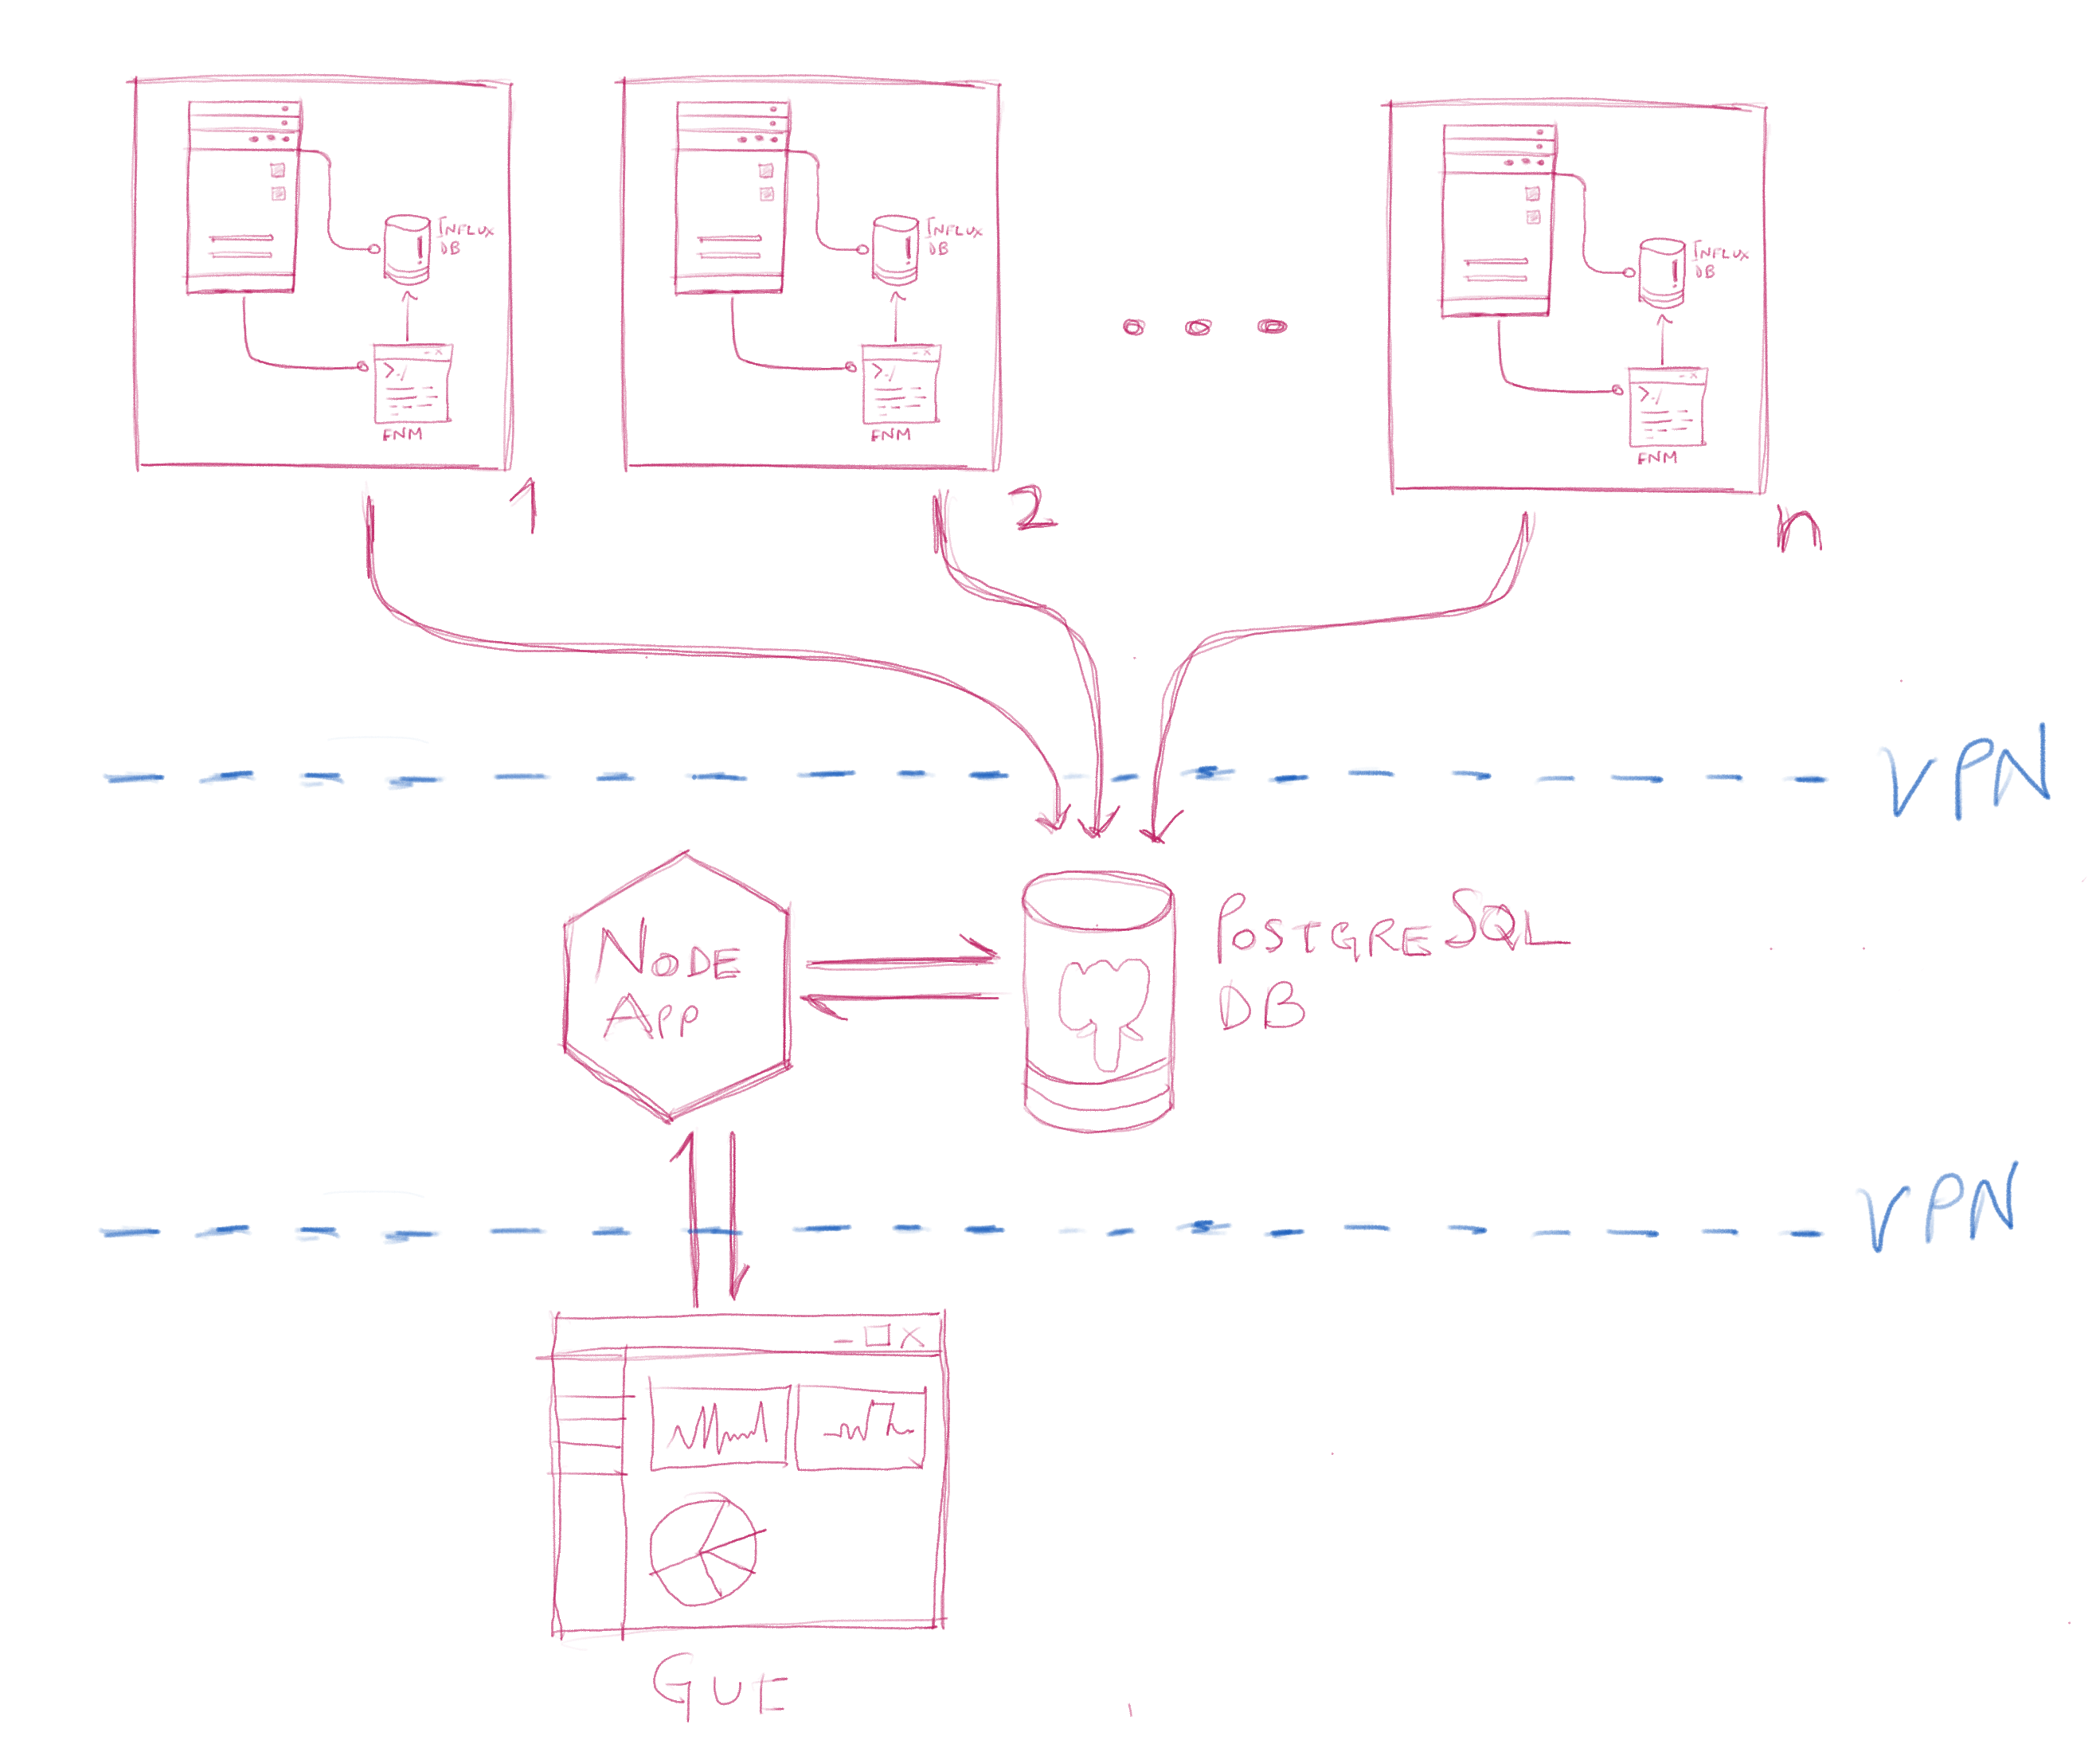 INFLUX
DB
>./
FNM
1
INFLUX
DB
>./
FNM
2
INFLUX
DB
>./
FNM
n
VPN
NODE
APP
POSTGRESQL
DB
VPN
GUI